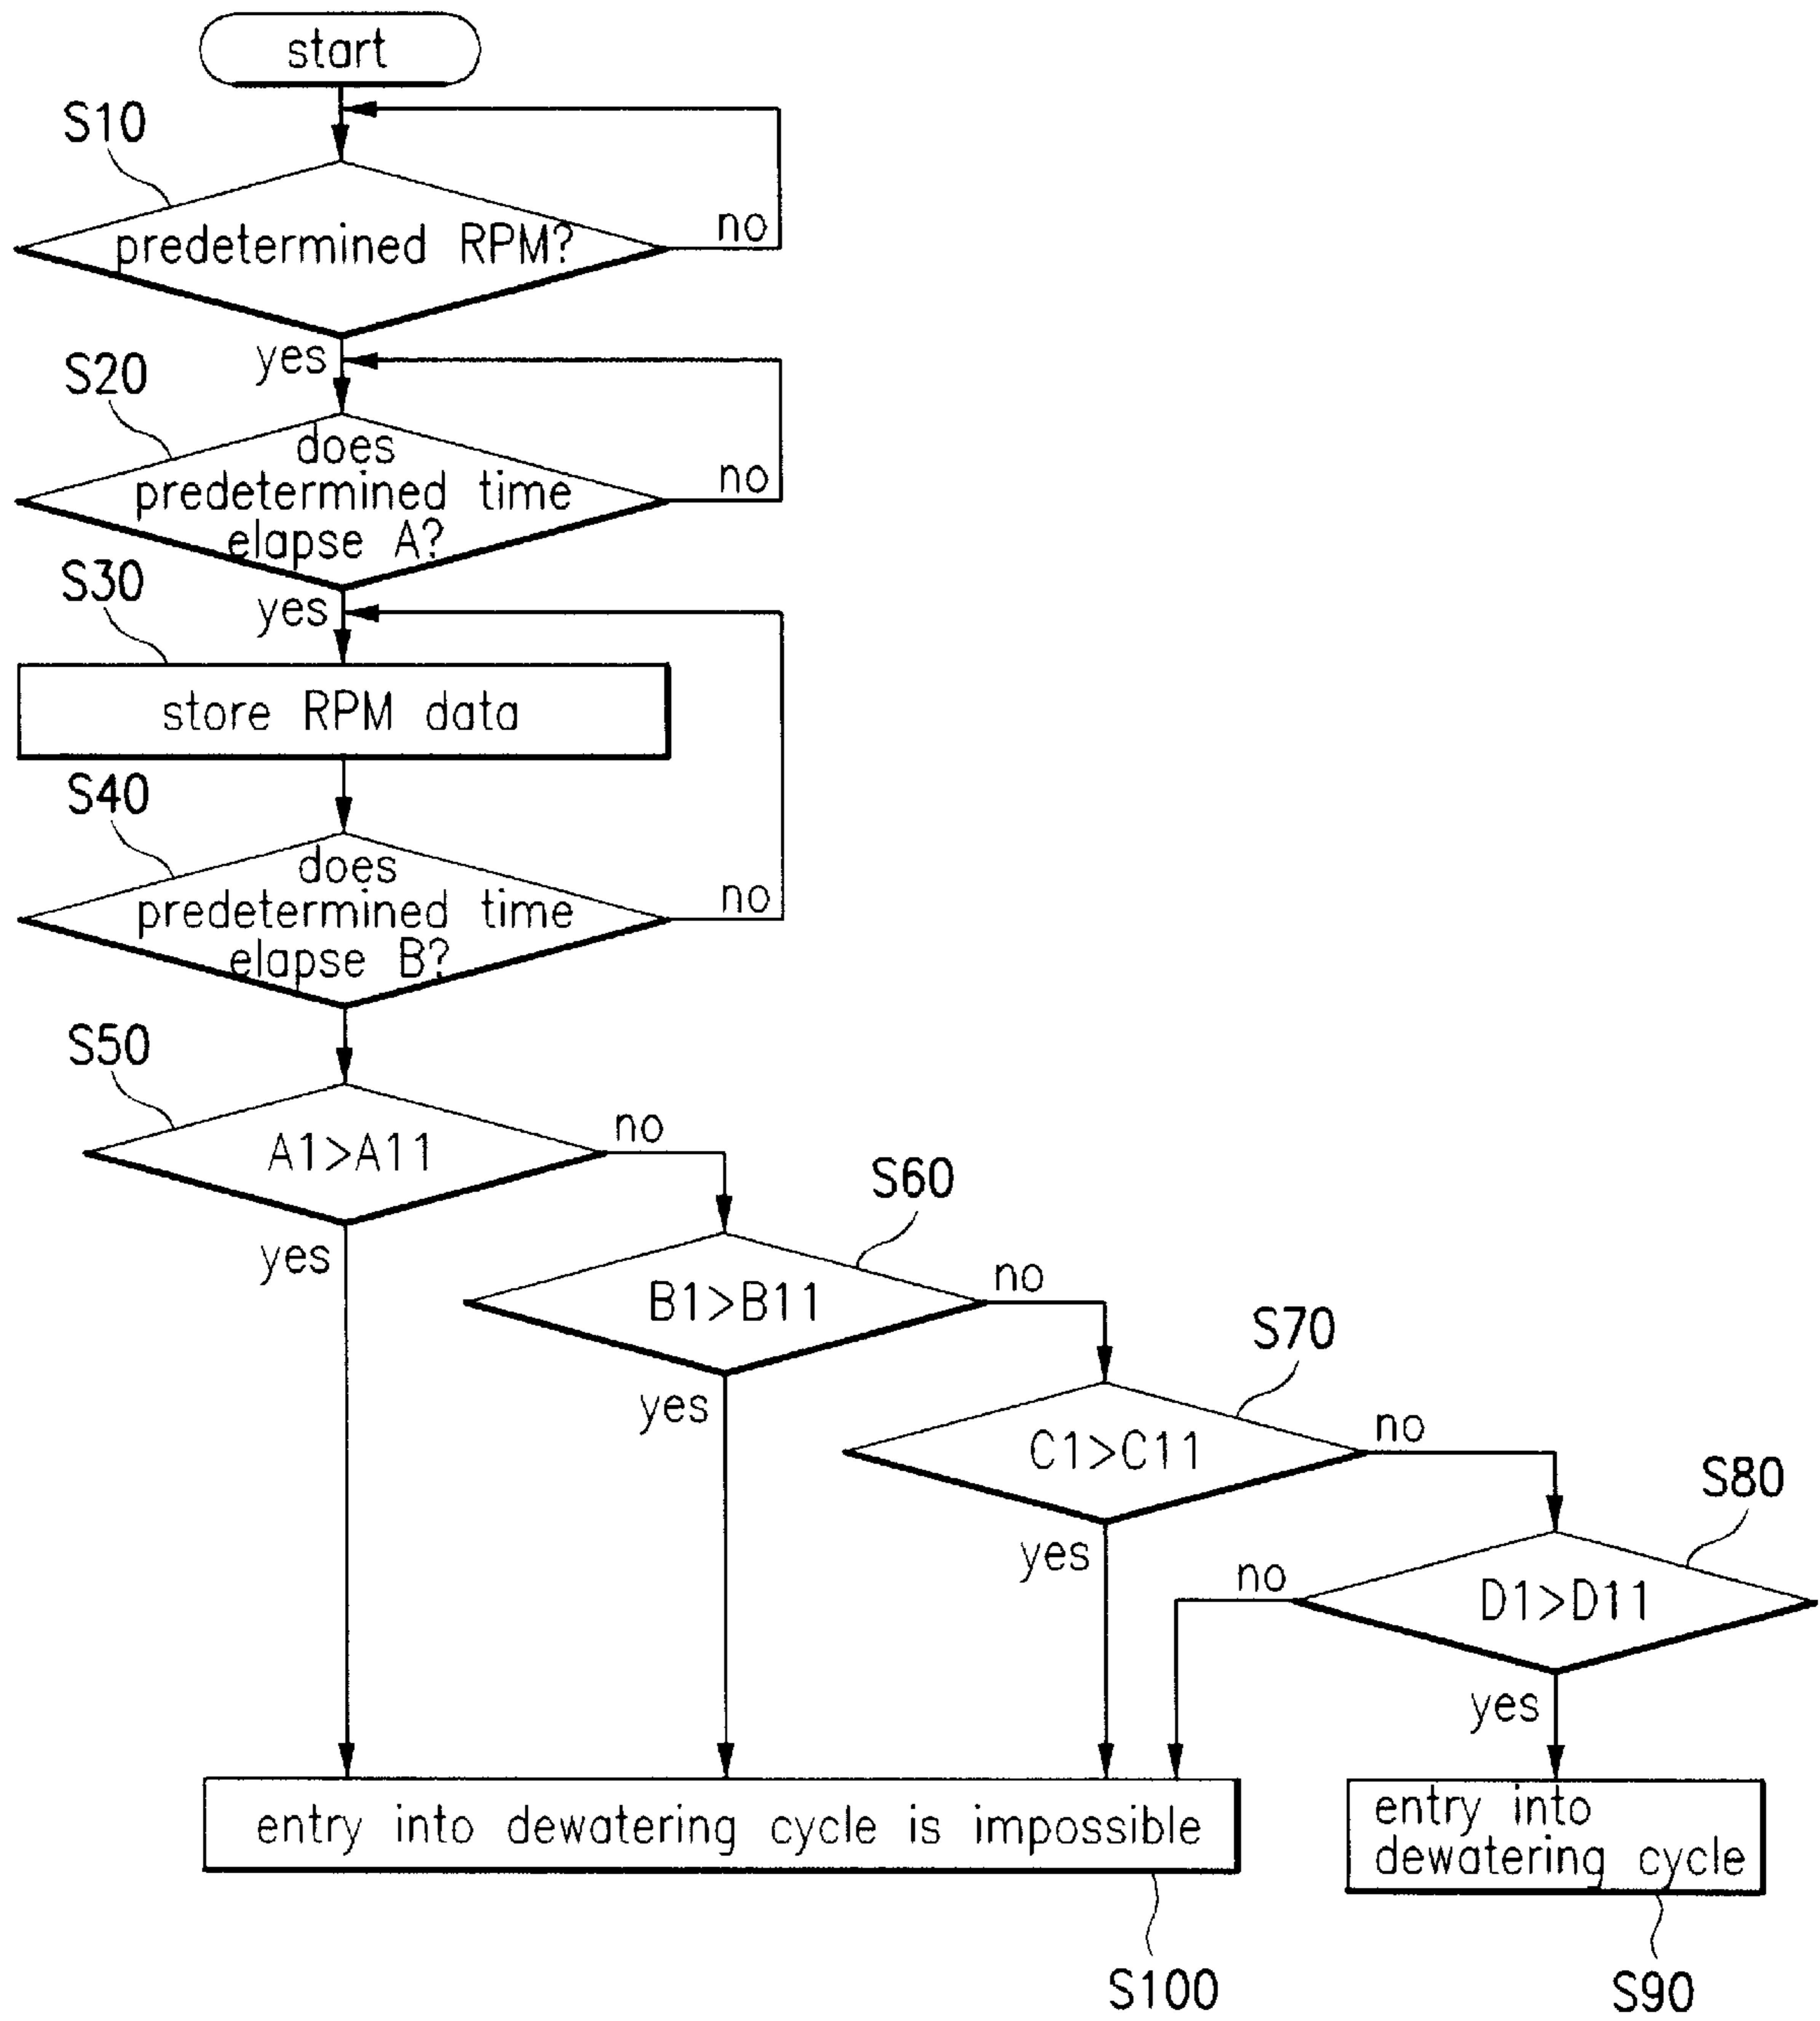 start
S10
predetermined RPM?
no
yes
S20
does
predetermined time
elapse A?
no
yes
S30
store RPM data
S40
does
predetermined time
elapse B?
no
S50
A1>A11
no
yes
S60
B1>B11
no
yes
S70
C1>C11
no
yes
S80
D1>D11
no
yes
entry into dewatering cycle is impossible
S100
entry into
dewatering cycle
S90